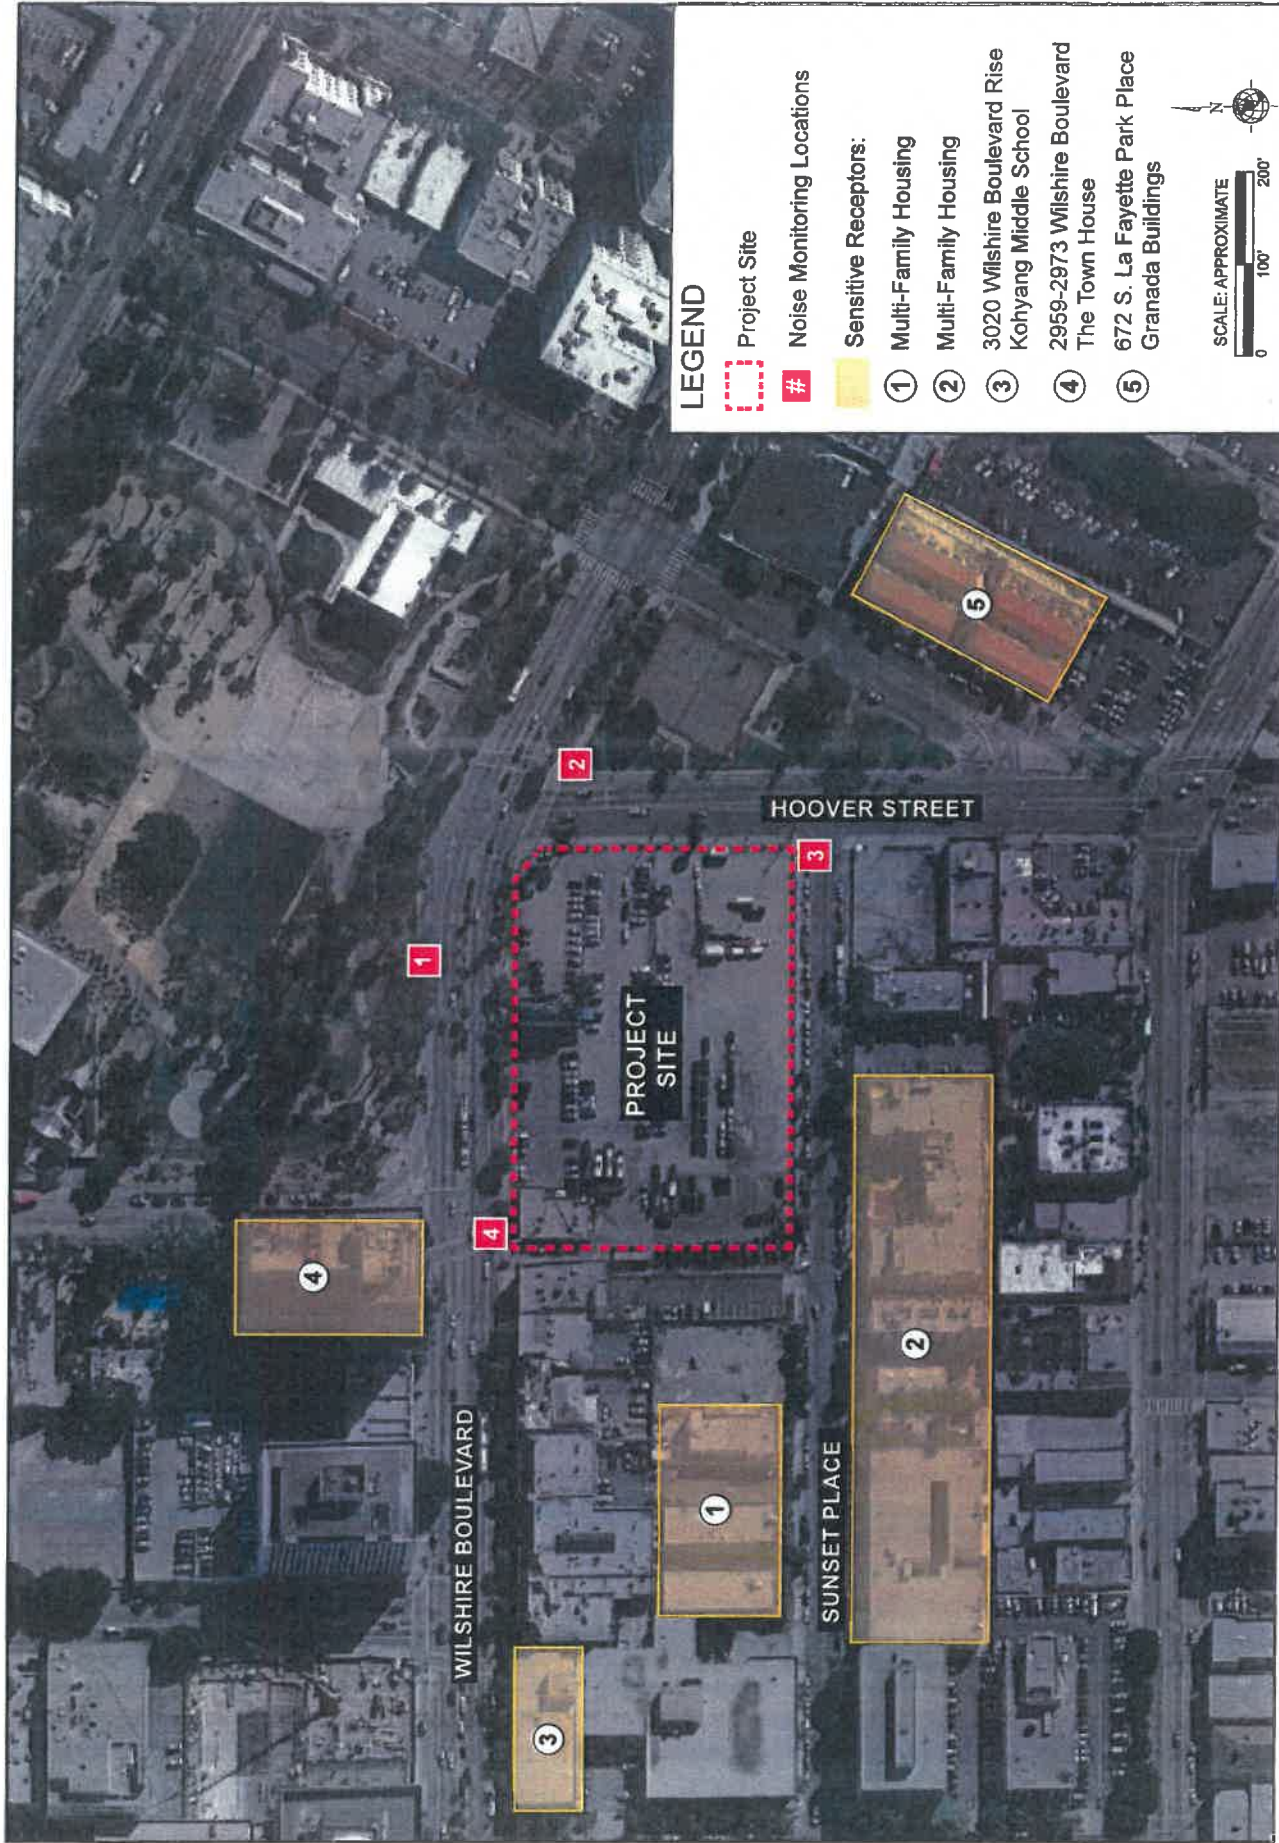 WILSHIRE BOULEVARD
SUNSET PLACE
HOOVER STREET
PROJECT
SITE
1
2
3
4
1
2
3
4
5
LEGEND
Project Site
# Noise Monitoring Locations
Sensitive Receptors:
1 Multi-Family Housing
2 Multi-Family Housing
3 3020 Wilshire Boulevard Rise
Kohyang Middle School
4 2959-2973 Wilshire Boulevard
The Town House
5 672 S. La Fayette Park Place
Granada Buildings
SCALE: APPROXIMATE
0 100' 200'
N